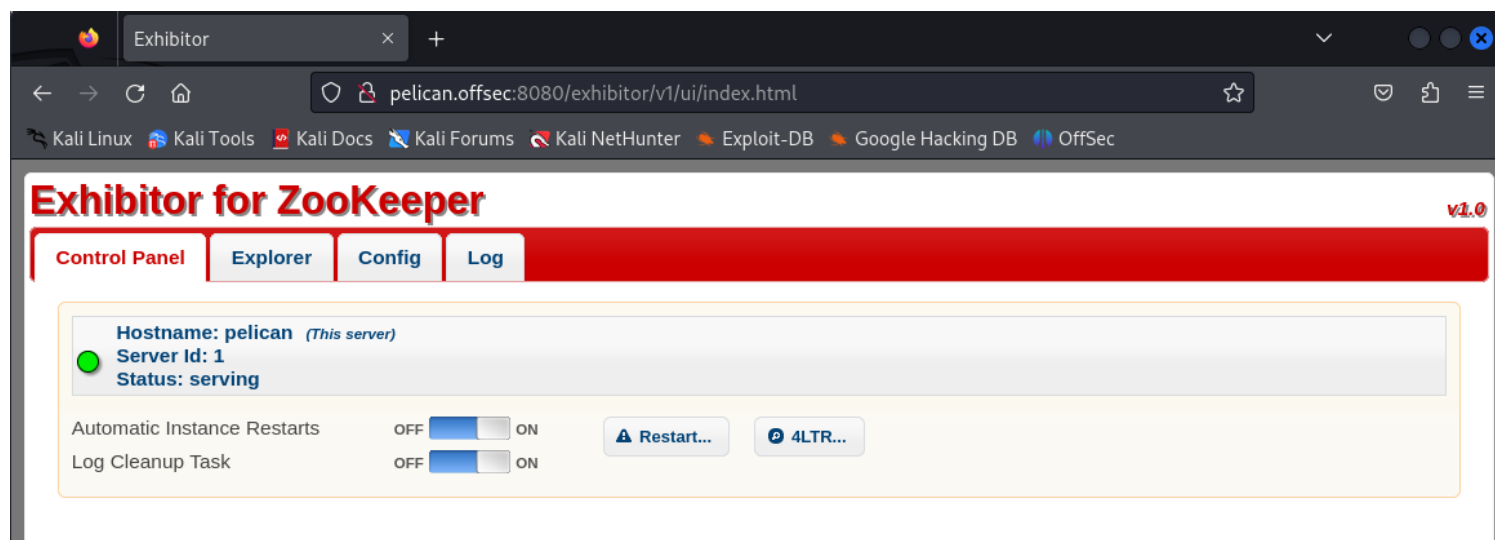 Exhibitor
pelican.offsec:8080/exhibitor/v1/ui/index.html
Kali Linux Kali Tools Kali Docs Kali Forums Kali NetHunter Exploit-DB Google Hacking DB OffSec
Exhibitor for ZooKeeper
v1.0
Control Panel Explorer Config Log
Hostname: pelican (This server)
Server Id: 1
Status: serving
Automatic Instance Restarts OFF ON Restart... 4LTR...
Log Cleanup Task OFF ON